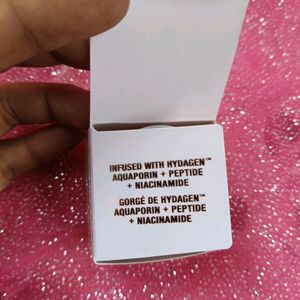 INFUSED WITH HYDAGEN™
AQUAPORIN + PEPTIDE
+ NIACINAMIDE
GORGÉ DE HYDAGEN™
AQUAPORIN + PEPTIDE
+ NIACINAMIDE